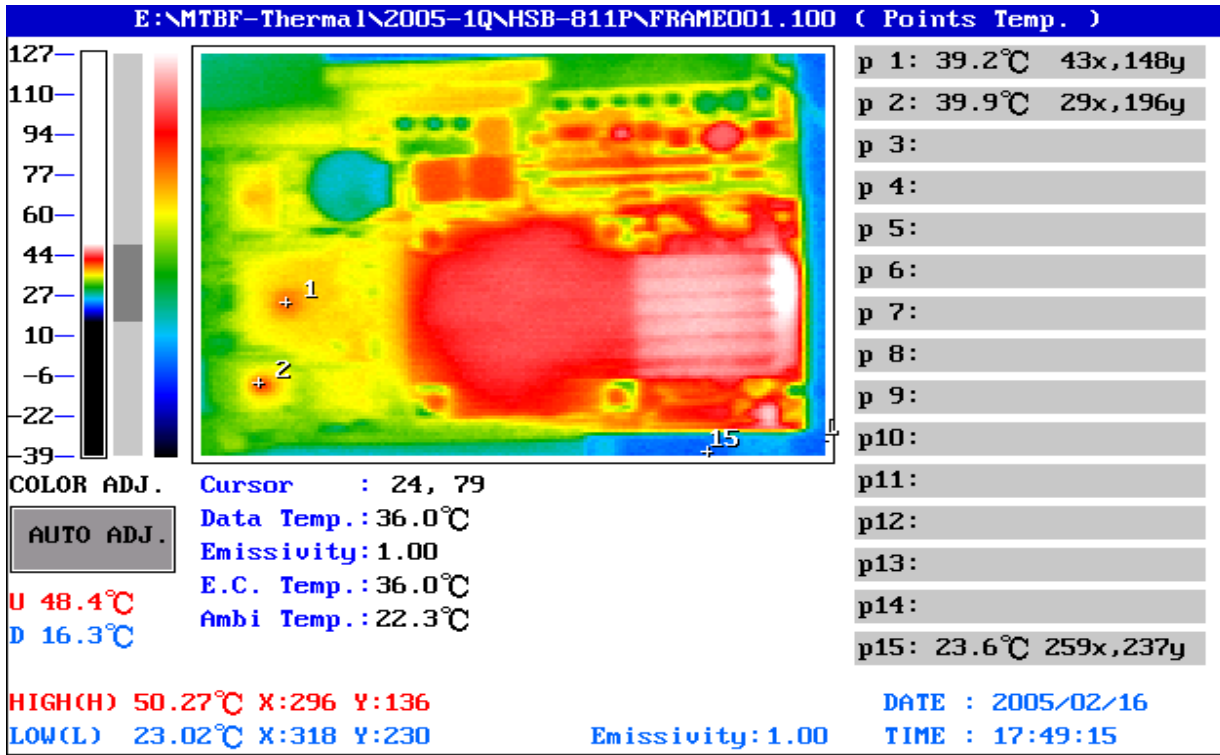 E:\MTBF-Thermal\2005-1Q\HSB-811P\FRAME001.100 ( Points Temp. )
127
110
94
77
60
44
27
10
-6
-22
-39
1
2
15
L
p 1: 39.2℃ 43x,148y
p 2: 39.9℃ 29x,196y
p 3:
p 4:
p 5:
p 6:
p 7:
p 8:
p 9:
p10:
p11:
p12:
p13:
p14:
p15: 23.6℃ 259x,237y
COLOR ADJ.
AUTO ADJ.
U 48.4℃
D 16.3℃
Cursor : 24, 79
Data Temp.:36.0℃
Emissivity:1.00
E.C. Temp.:36.0℃
Ambi Temp.:22.3℃
HIGH(H) 50.27℃ X:296 Y:136
LOW(L) 23.02℃ X:318 Y:230
Emissivity:1.00
DATE : 2005/02/16
TIME : 17:49:15